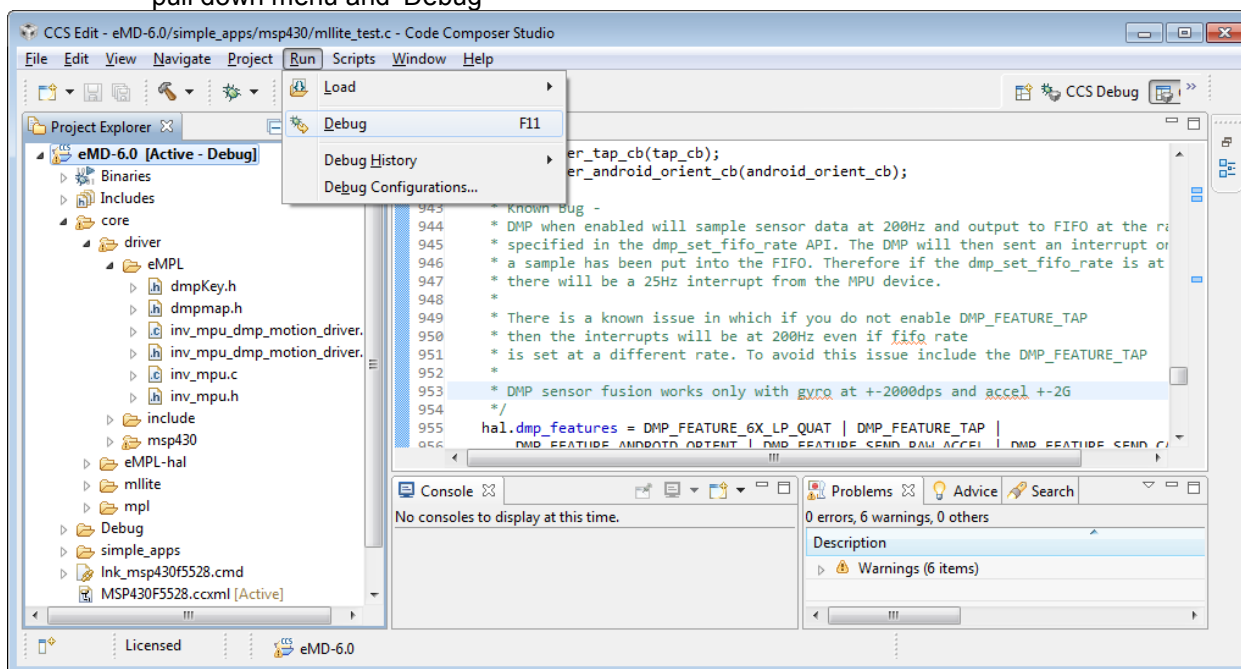 pull down menu and 'Debug'
CCS Edit - eMD-6.0/simple_apps/msp430/mllite_test.c - Code Composer Studio
File Edit View Navigate Project Run Scripts Window Help
Load
CCS Debug
Project Explorer
Debug F11
eMD-6.0 [Active - Debug]
er_tap_cb(tap_cb);
Binaries
Debug History
er_android_orient_cb(android_orient_cb);
Includes
Debug Configurations...
943 * Known Bug -
core
944 * DMP when enabled will sample sensor data at 200Hz and output to FIFO at the ra
driver
945 * specified in the dmp_set_fifo_rate API. The DMP will then sent an interrupt on
eMPL
946 * a sample has been put into the FIFO. Therefore if the dmp_set_fifo_rate is at
dmpKey.h
947 * there will be a 25Hz interrupt from the MPU device.
dmpmap.h
948 *
949 * There is a known issue in which if you do not enable DMP_FEATURE_TAP
inv_mpu_dmp_motion_driver.
950 * then the interrupts will be at 200Hz even if fifo rate
inv_mpu_dmp_motion_driver.
951 * is set at a different rate. To avoid this issue include the DMP_FEATURE_TAP
inv_mpu.c
952 *
inv_mpu.h
953 * DMP sensor fusion works only with gyro at +-2000dps and accel +-2G
954 */
include
955 hal.dmp_features = DMP_FEATURE_6X_LP_QUAT | DMP_FEATURE_TAP |
msp430
956 DMP_FEATURE_ANDROID_ORIENT | DMP_FEATURE_SEND_RAW_ACCEL | DMP_FEATURE_SEND_CA
eMPL-hal
mllite
Console
Problems Advice Search
mpl
No consoles to display at this time.
0 errors, 6 warnings, 0 others
Debug
Description
simple_apps
Warnings (6 items)
lnk_msp430f5528.cmd
MSP430F5528.ccxml [Active]
Licensed
eMD-6.0